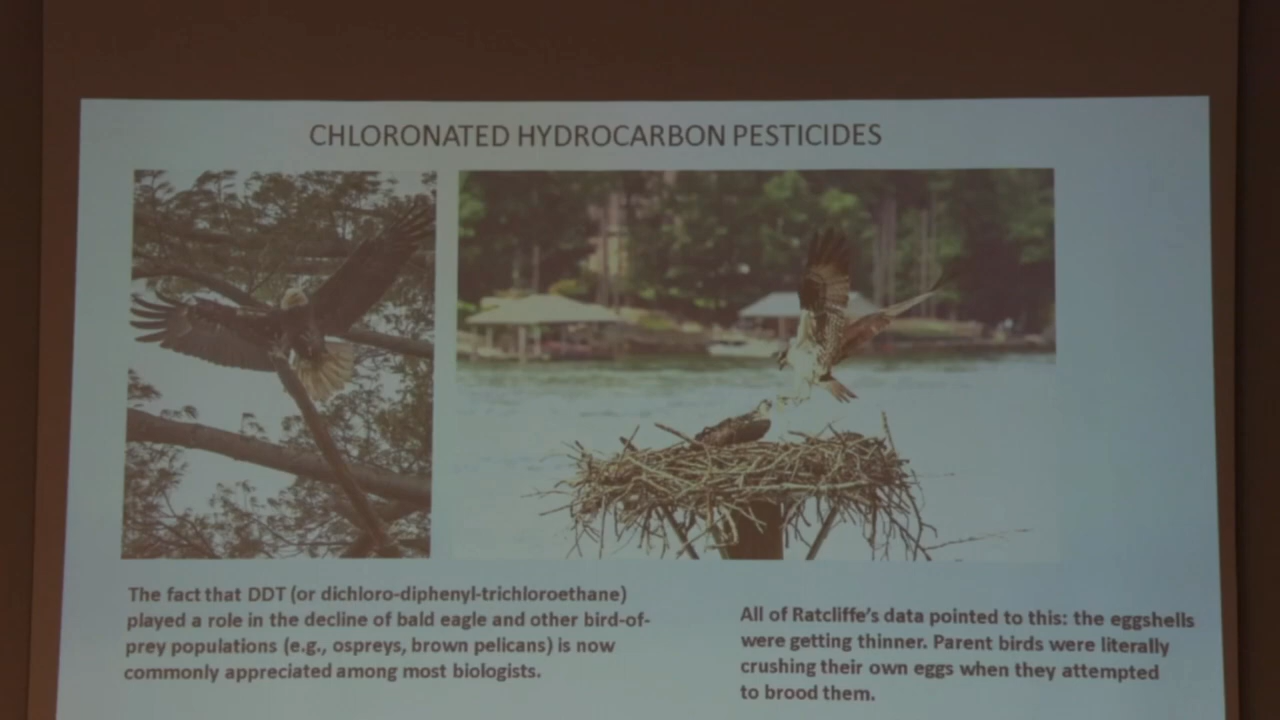 CHLORONATED HYDROCARBON PESTICIDES
The fact that DDT (or dichloro-diphenyl-trichloroethane)
played a role in the decline of bald eagle and other bird-of-
prey populations (e.g., ospreys, brown pelicans) is now
commonly appreciated among most biologists.
All of Ratcliffe's data pointed to this: the eggshells
were getting thinner. Parent birds were literally
crushing their own eggs when they attempted
to brood them.